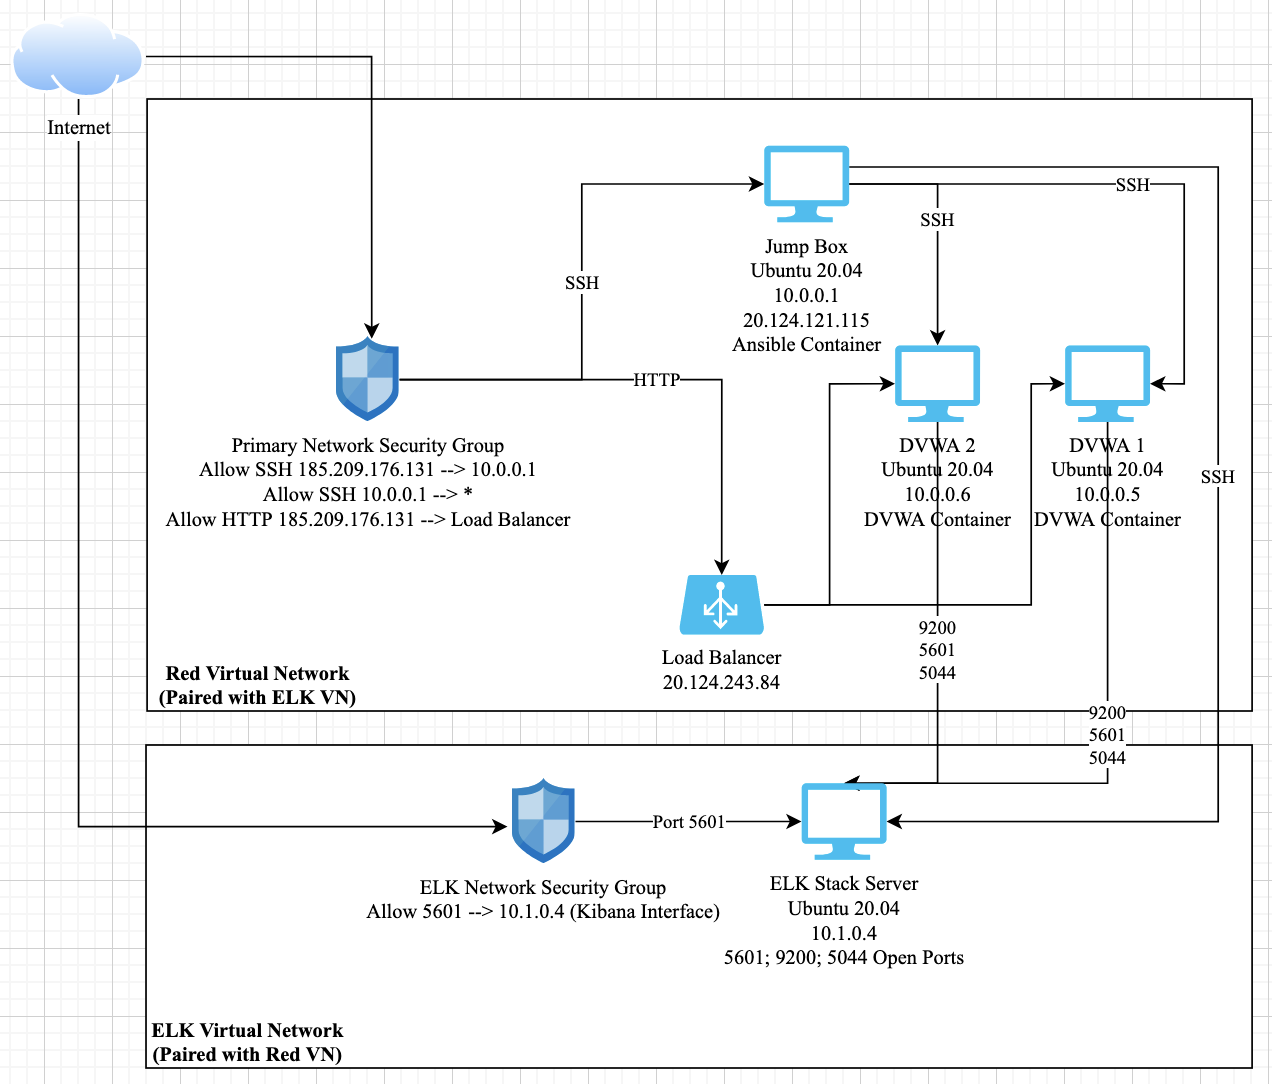 Internet
SSH
SSH
Jump Box
Ubuntu 20.04
10.0.0.1
20.124.121.115
Ansible Container
SSH
HTTP
Primary Network Security Group
Allow SSH 185.209.176.131 --> 10.0.0.1
Allow SSH 10.0.0.1 --> *
Allow HTTP 185.209.176.131 --> Load Balancer
DVWA 2
Ubuntu 20.04
10.0.0.6
DVWA Container
DVWA 1
Ubuntu 20.04
10.0.0.5
DVWA Container
SSH
Load Balancer
20.124.243.84
9200
5601
5044
Red Virtual Network
(Paired with ELK VN)
9200
5601
5044
Port 5601
ELK Network Security Group
Allow 5601 --> 10.1.0.4 (Kibana Interface)
ELK Stack Server
Ubuntu 20.04
10.1.0.4
5601; 9200; 5044 Open Ports
ELK Virtual Network
(Paired with Red VN)